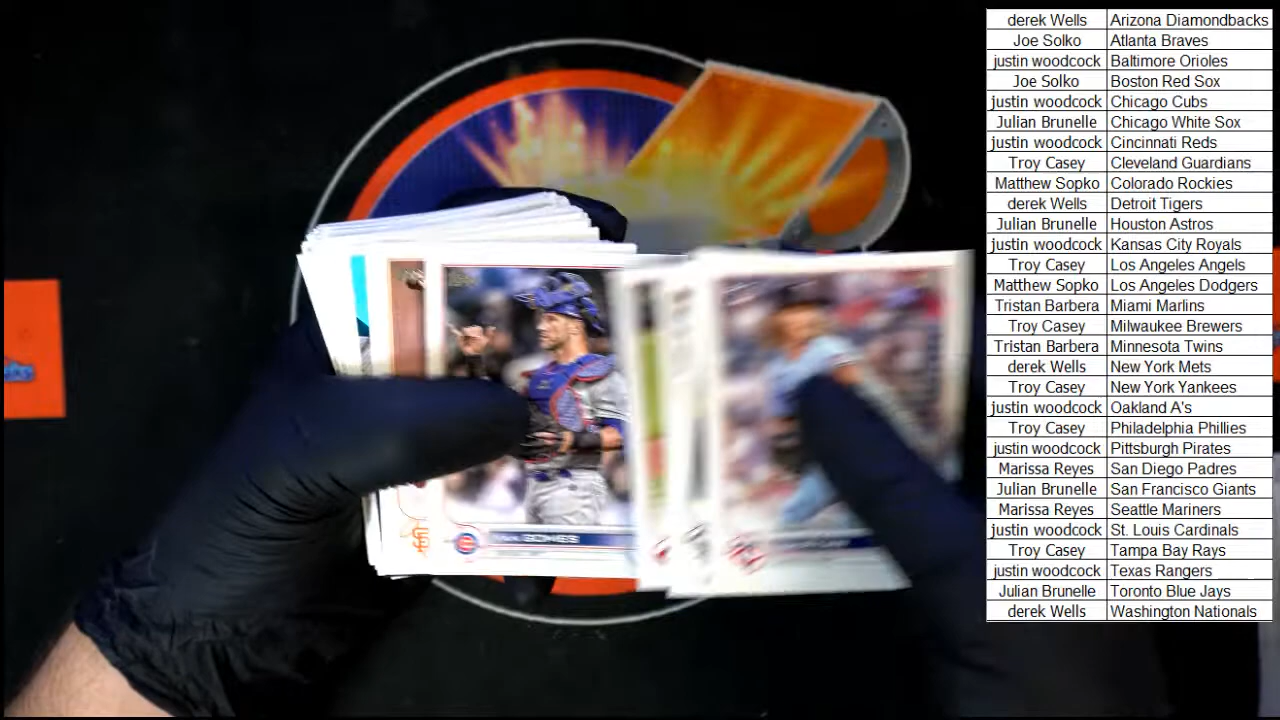 derek Wells Arizona Diamondbacks
Joe Solko Atlanta Braves
justin woodcock Baltimore Orioles
Joe Solko Boston Red Sox
justin woodcock Chicago Cubs
Julian Brunelle Chicago White Sox
justin woodcock Cincinnati Reds
Troy Casey Cleveland Guardians
Matthew Sopko Colorado Rockies
derek Wells Detroit Tigers
Julian Brunelle Houston Astros
justin woodcock Kansas City Royals
Troy Casey Los Angeles Angels
Matthew Sopko Los Angeles Dodgers
Tristan Barbera Miami Marlins
Troy Casey Milwaukee Brewers
Tristan Barbera Minnesota Twins
derek Wells New York Mets
Troy Casey New York Yankees
justin woodcock Oakland A's
Troy Casey Philadelphia Phillies
justin woodcock Pittsburgh Pirates
Marissa Reyes San Diego Padres
Julian Brunelle San Francisco Giants
Marissa Reyes Seattle Mariners
justin woodcock St. Louis Cardinals
Troy Casey Tampa Bay Rays
justin woodcock Texas Rangers
Julian Brunelle Toronto Blue Jays
derek Wells Washington Nationals
GOMES
SF